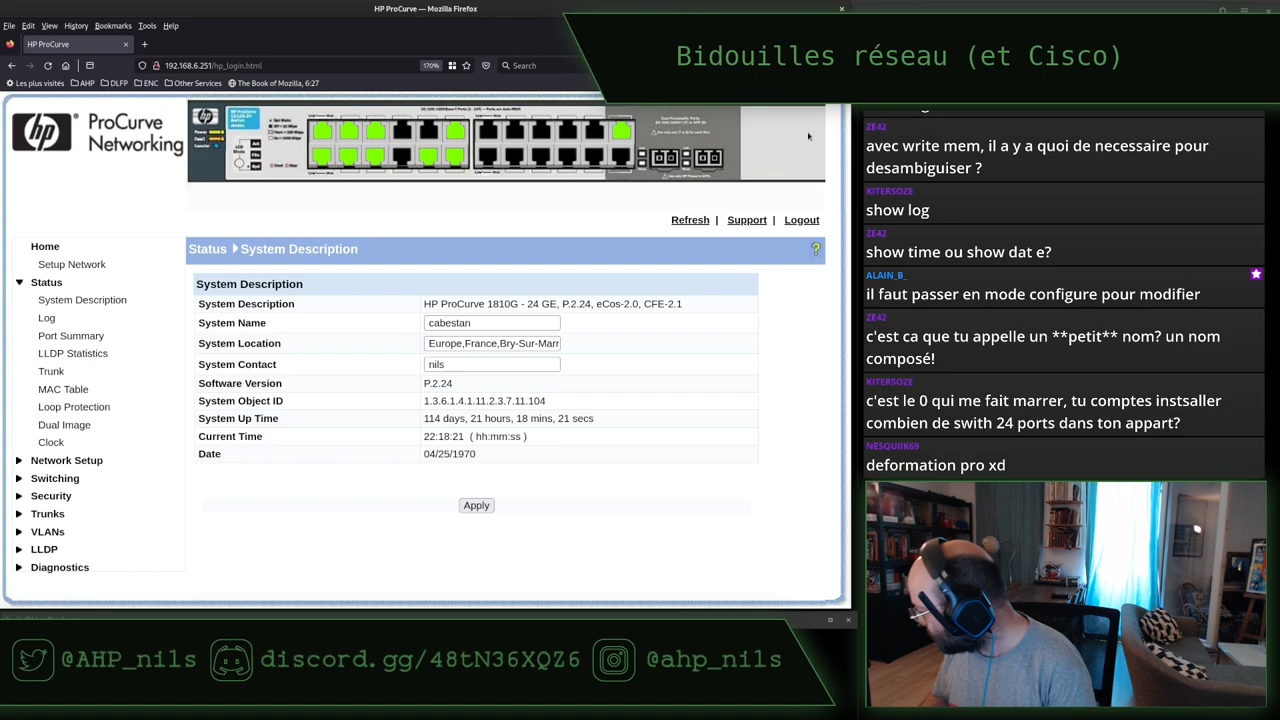 HP ProCurve — Mozilla Firefox
File Edit View History Bookmarks Tools Help
HP ProCurve
192.168.6.251/hp_login.html 170% Search
Les plus visités AHP DLFP ENC Other Services The Book of Mozilla, 6:27
Bidouilles réseau (et Cisco)
hp ProCurve
Networking
Refresh | Support | Logout
Status System Description
Home
Setup Network
Status
System Description
Log
Port Summary
LLDP Statistics
Trunk
MAC Table
Loop Protection
Dual Image
Clock
Network Setup
Switching
Security
Trunks
VLANs
LLDP
Diagnostics
System Description
System Description HP ProCurve 1810G - 24 GE, P.2.24, eCos-2.0, CFE-2.1
System Name cabestan
System Location Europe,France,Bry-Sur-Marr
System Contact nils
Software Version P.2.24
System Object ID 1.3.6.1.4.1.11.2.3.7.11.104
System Up Time 114 days, 21 hours, 18 mins, 21 secs
Current Time 22:18:21 ( hh:mm:ss )
Date 04/25/1970
Apply
ZE42
avec write mem, il a y a quoi de necessaire pour
desambiguiser ?
KITERSOZE
show log
ZE42
show time ou show dat e?
ALAIN_B_
il faut passer en mode configure pour modifier
ZE42
c'est ca que tu appelle un **petit** nom? un nom
composé!
KITERSOZE
c'est le 0 qui me fait marrer, tu comptes instsaller
combien de swith 24 ports dans ton appart?
NESQUIIK69
deformation pro xd
@AHP_nils discord.gg/48tN36XQZ6 @ahp_nils